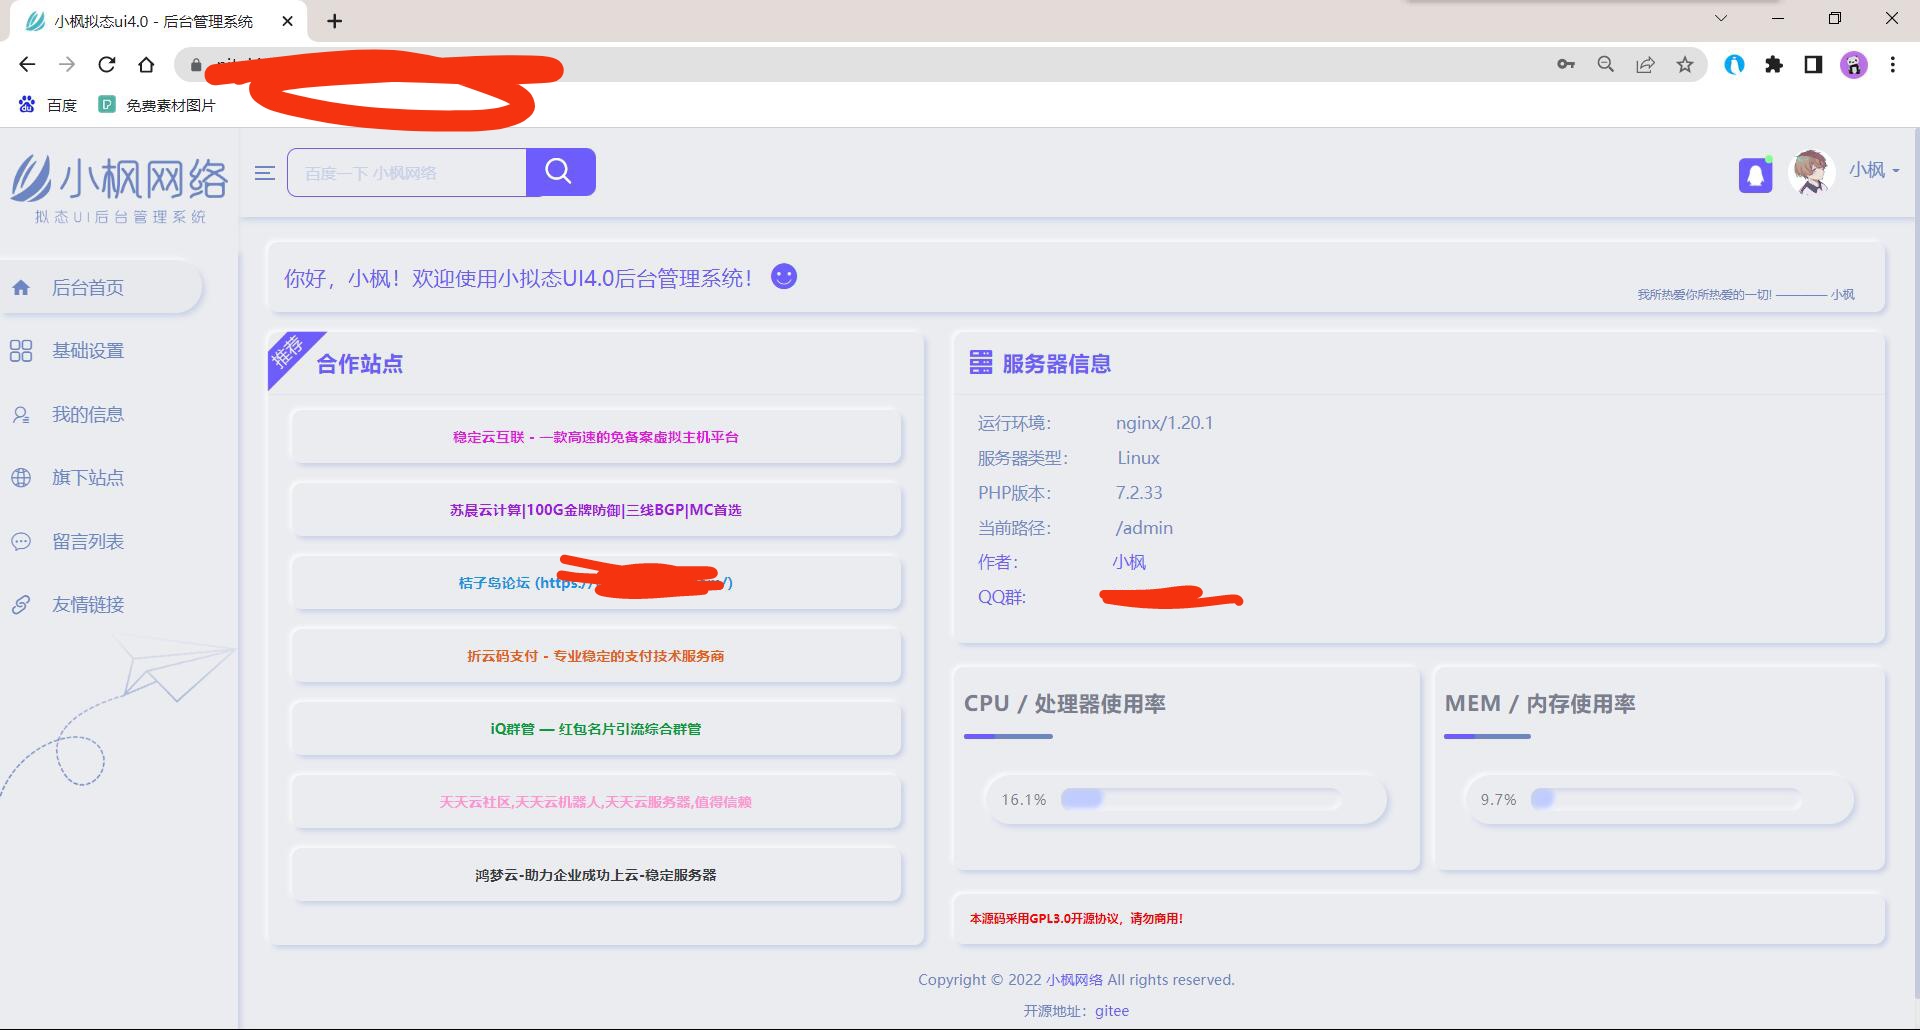 小枫拟态ui4.0 - 后台管理系统
百度
免费素材图片
小枫网络
拟态UI后台管理系统
百度一下 小枫网络
小枫
后台首页
基础设置
我的信息
旗下站点
留言列表
友情链接
你好，小枫！欢迎使用小拟态UI4.0后台管理系统！
我所热爱你所热爱的一切! ———— 小枫
推荐
合作站点
稳定云互联 - 一款高速的免备案虚拟主机平台
苏晨云计算|100G金牌防御|三线BGP|MC首选
桔子岛论坛 (https:/ /)
折云码支付 - 专业稳定的支付技术服务商
iQ群管 — 红包名片引流综合群管
天天云社区,天天云机器人,天天云服务器,值得信赖
鸿梦云-助力企业成功上云-稳定服务器
服务器信息
运行环境： nginx/1.20.1
服务器类型： Linux
PHP版本： 7.2.33
当前路径： /admin
作者： 小枫
QQ群:
CPU / 处理器使用率
16.1%
MEM / 内存使用率
9.7%
本源码采用GPL3.0开源协议，请勿商用！
Copyright © 2022 小枫网络 All rights reserved.
开源地址：gitee